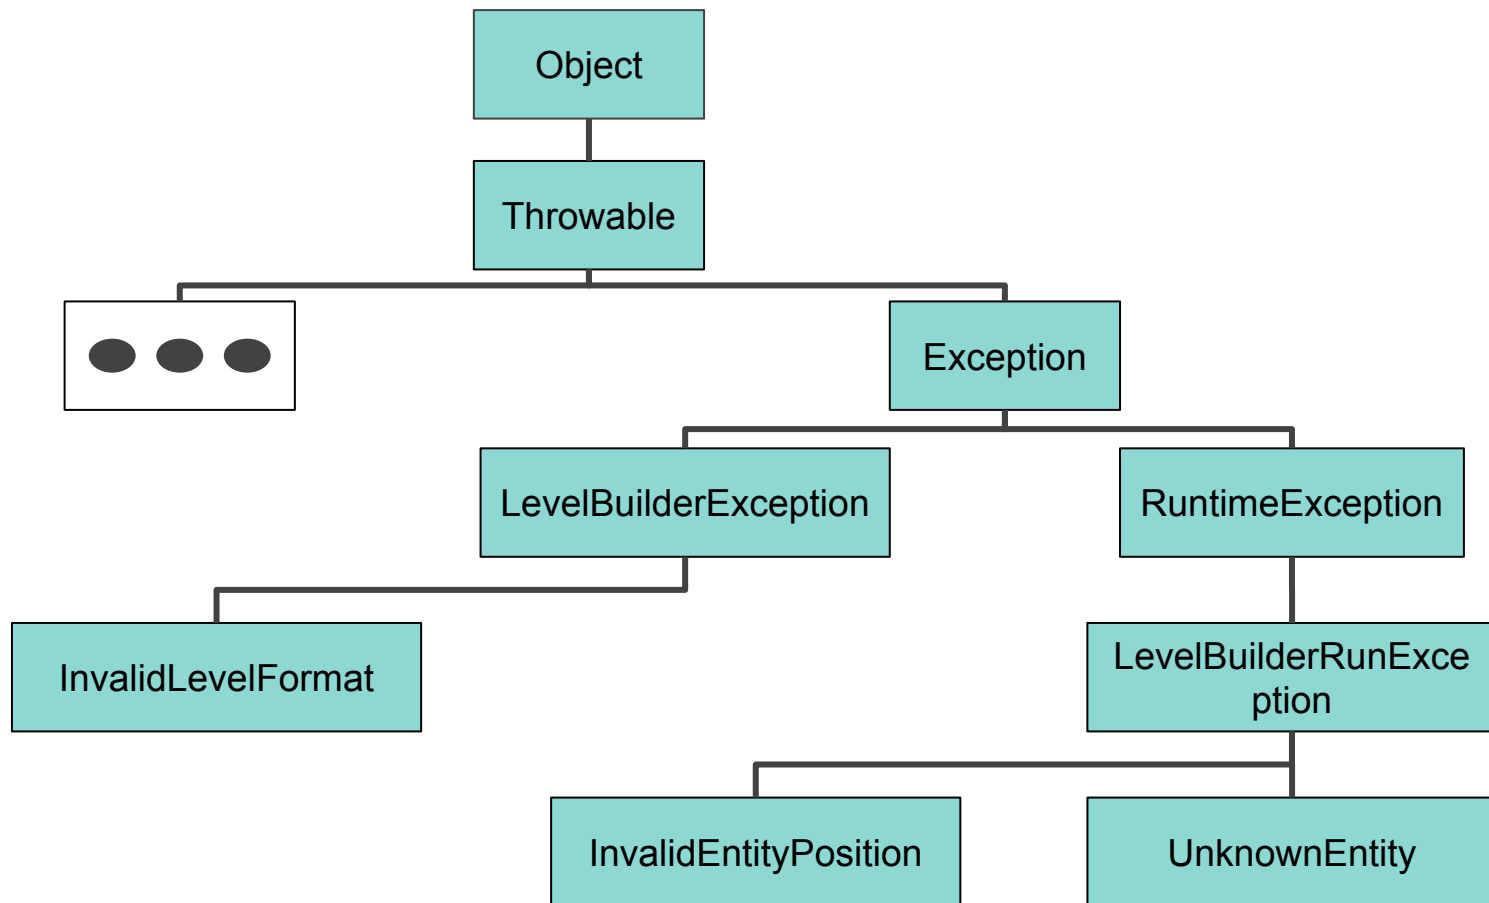 Object
Throwable
Exception
LevelBuilderException
RuntimeException
InvalidLevelFormat
LevelBuilderRunExce
ption
InvalidEntityPosition
UnknownEntity